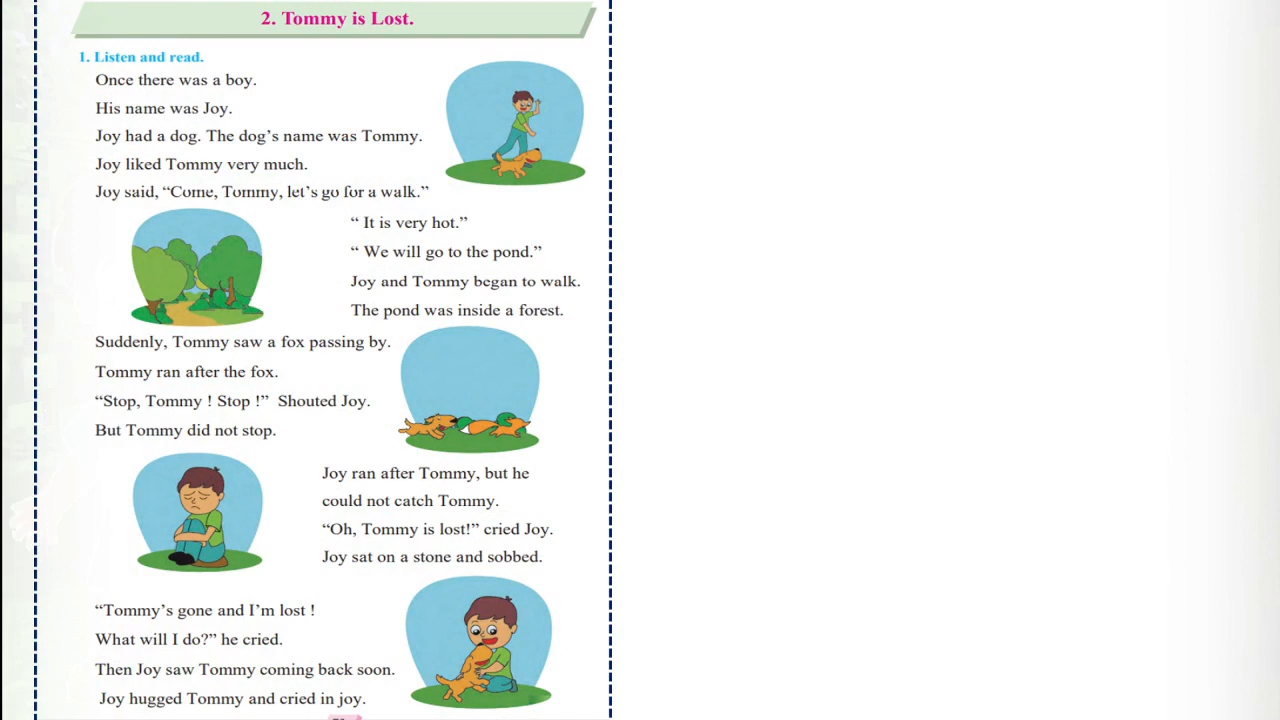 2. Tommy is Lost.
1. Listen and read.
Once there was a boy.
His name was Joy.
Joy had a dog. The dog's name was Tommy.
Joy liked Tommy very much.
Joy said, “Come, Tommy, let's go for a walk.”
“ It is very hot.”
“ We will go to the pond.”
Joy and Tommy began to walk.
The pond was inside a forest.
Suddenly, Tommy saw a fox passing by.
Tommy ran after the fox.
“Stop, Tommy ! Stop !” Shouted Joy.
But Tommy did not stop.
Joy ran after Tommy, but he
could not catch Tommy.
“Oh, Tommy is lost!” cried Joy.
Joy sat on a stone and sobbed.
“Tommy's gone and I'm lost !
What will I do?” he cried.
Then Joy saw Tommy coming back soon.
Joy hugged Tommy and cried in joy.